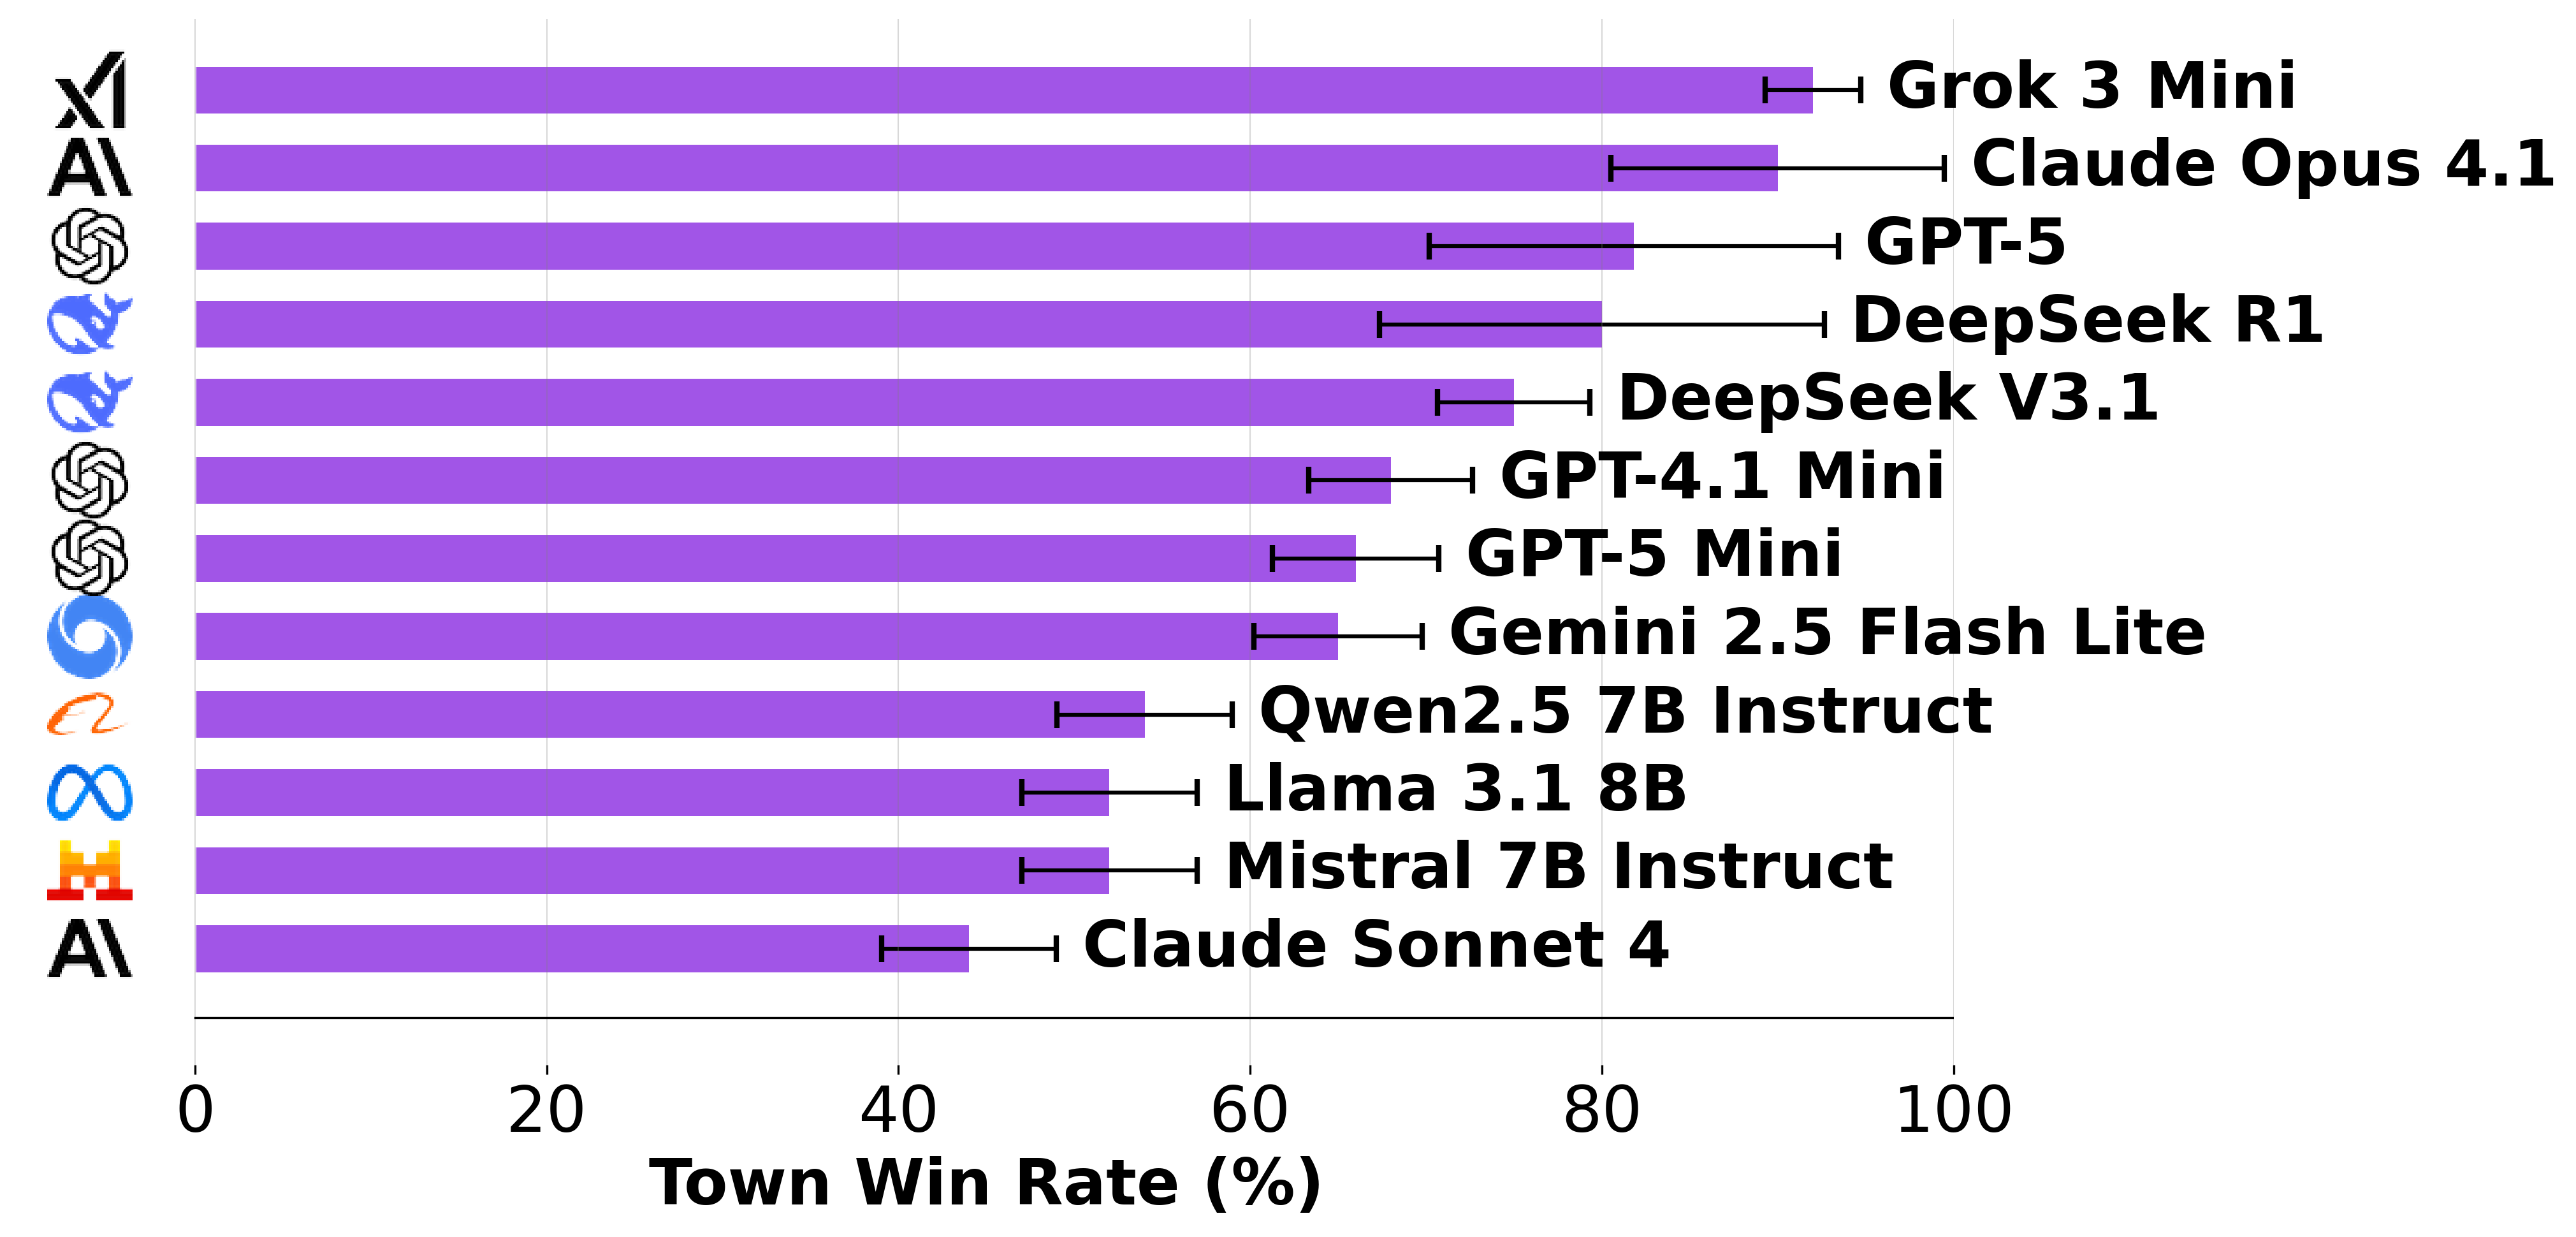 Grok 3 Mini
Claude Opus 4.1
GPT-5
DeepSeek R1
DeepSeek V3.1
GPT-4.1 Mini
GPT-5 Mini
Gemini 2.5 Flash Lite
Qwen2.5 7B Instruct
Llama 3.1 8B
Mistral 7B Instruct
Claude Sonnet 4
0 20 40 60 80 100
Town Win Rate (%)